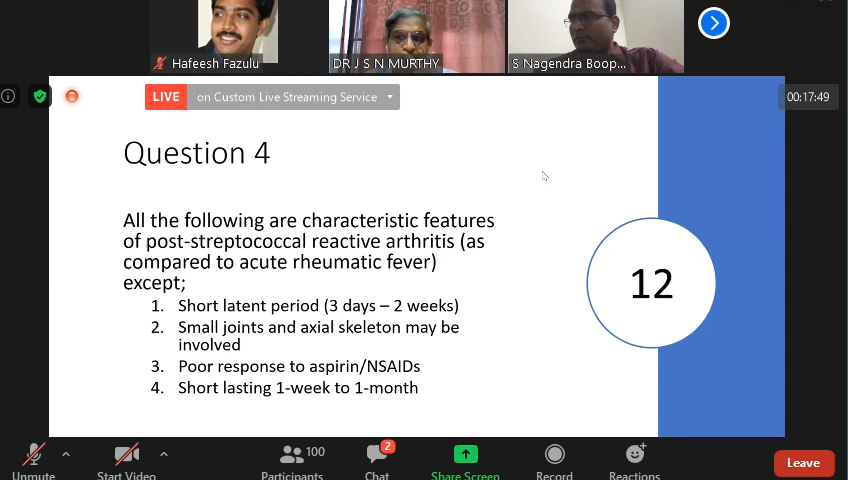 Hafeesh Fazulu
DR J S N MURTHY
S Nagendra Boop...
LIVE on Custom Live Streaming Service
00:17:49
Question 4
All the following are characteristic features
of post-streptococcal reactive arthritis (as
compared to acute rheumatic fever)
except;
1. Short latent period (3 days – 2 weeks)
2. Small joints and axial skeleton may be
involved
3. Poor response to aspirin/NSAIDs
4. Short lasting 1-week to 1-month
12
Unmute
Start Video
100
Participants
2
Chat
Share Screen
Record
Reactions
Leave